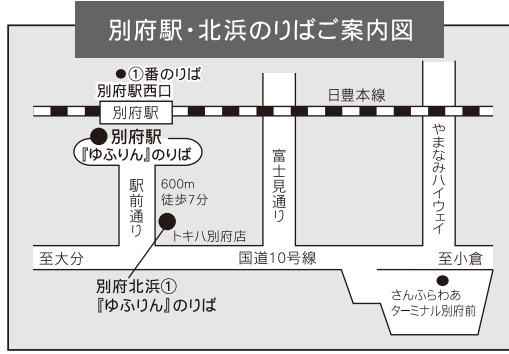 別府駅・北浜のりばご案内図
①番のりば
別府駅西口
別府駅
日豊本線
別府駅
『ゆふりん』のりば
駅前通り
600m
徒歩7分
トキハ別府店
富士見通り
やまなみハイウェイ
至大分
国道10号線
至小倉
別府北浜①
『ゆふりん』のりば
さんふらわあ
ターミナル別府前